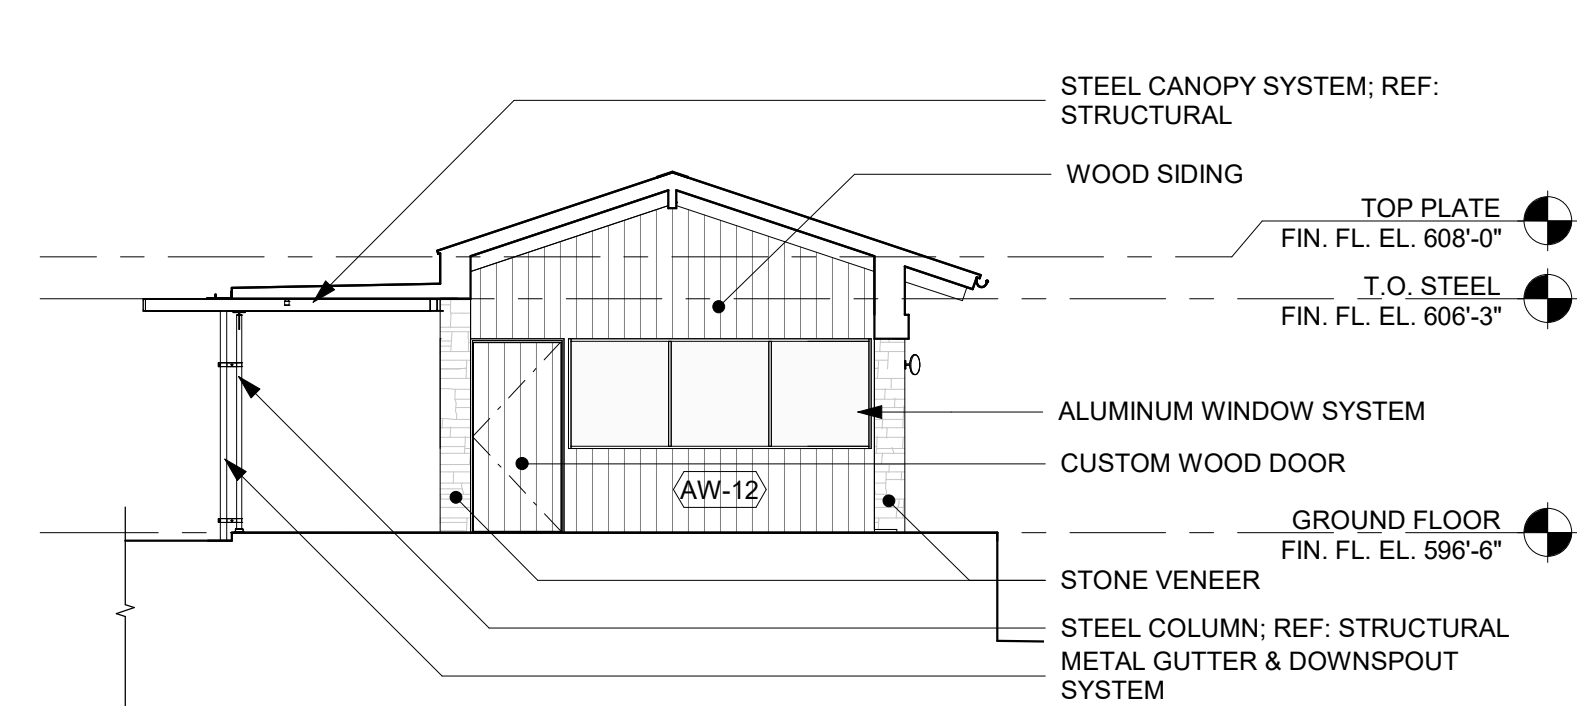 STEEL CANOPY SYSTEM; REF:
STRUCTURAL
WOOD SIDING
TOP PLATE
FIN. FL. EL. 608'-0"
T.O. STEEL
FIN. FL. EL. 606'-3"
ALUMINUM WINDOW SYSTEM
CUSTOM WOOD DOOR
AW-12
GROUND FLOOR
FIN. FL. EL. 596'-6"
STONE VENEER
STEEL COLUMN; REF: STRUCTURAL
METAL GUTTER & DOWNSPOUT
SYSTEM